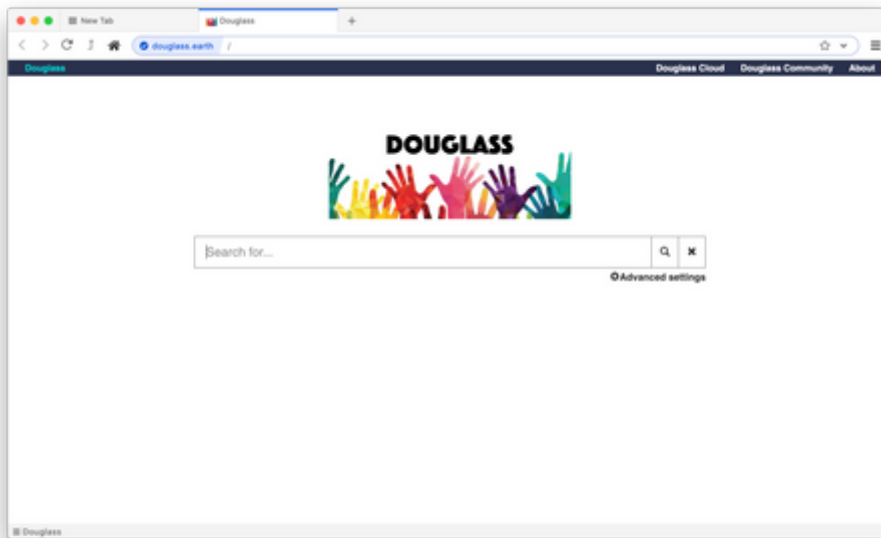 New Tab
Douglass
douglass.earth /
Douglass
Douglass Cloud
Douglass Community
About
DOUGLASS
Search for...
Advanced settings
Douglass